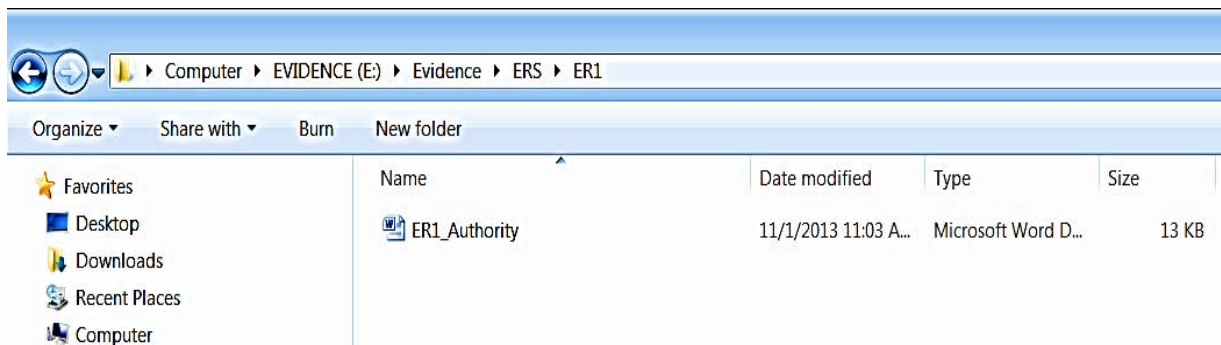 Computer ▸ EVIDENCE (E:) ▸ Evidence ▸ ERS ▸ ER1
Organize ▾ Share with ▾ Burn New folder
Favorites
Desktop
Downloads
Recent Places
Computer
Name Date modified Type Size
ER1_Authority 11/1/2013 11:03 A... Microsoft Word D... 13 KB